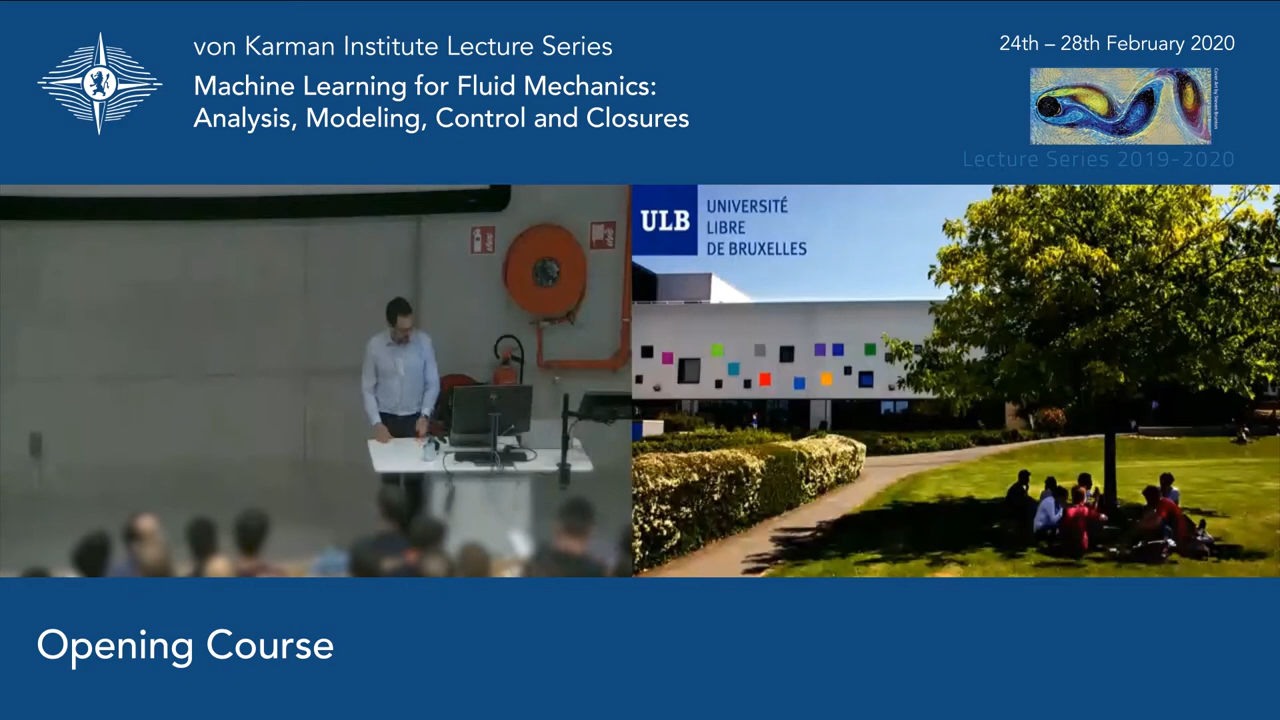 von Karman Institute Lecture Series
Machine Learning for Fluid Mechanics:
Analysis, Modeling, Control and Closures
24th – 28th February 2020
Lecture Series 2019-2020
ULB
UNIVERSITÉ
LIBRE
DE BRUXELLES
Opening Course